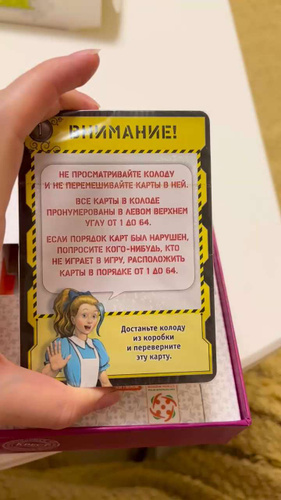 1
ВНИМАНИЕ!
НЕ ПРОСМАТРИВАЙТЕ КОЛОДУ
И НЕ ПЕРЕМЕШИВАЙТЕ КАРТЫ В НЕЙ.
ВСЕ КАРТЫ В КОЛОДЕ
ПРОНУМЕРОВАНЫ В ЛЕВОМ ВЕРХНЕМ
УГЛУ ОТ 1 ДО 64.
ЕСЛИ ПОРЯДОК КАРТ БЫЛ НАРУШЕН,
ПОПРОСИТЕ КОГО-НИБУДЬ, КТО
НЕ ИГРАЕТ В ИГРУ, РАСПОЛОЖИТЬ
КАРТЫ В ПОРЯДКЕ ОТ 1 ДО 64.
Достаньте колоду
из коробки
и переверните
эту карту.